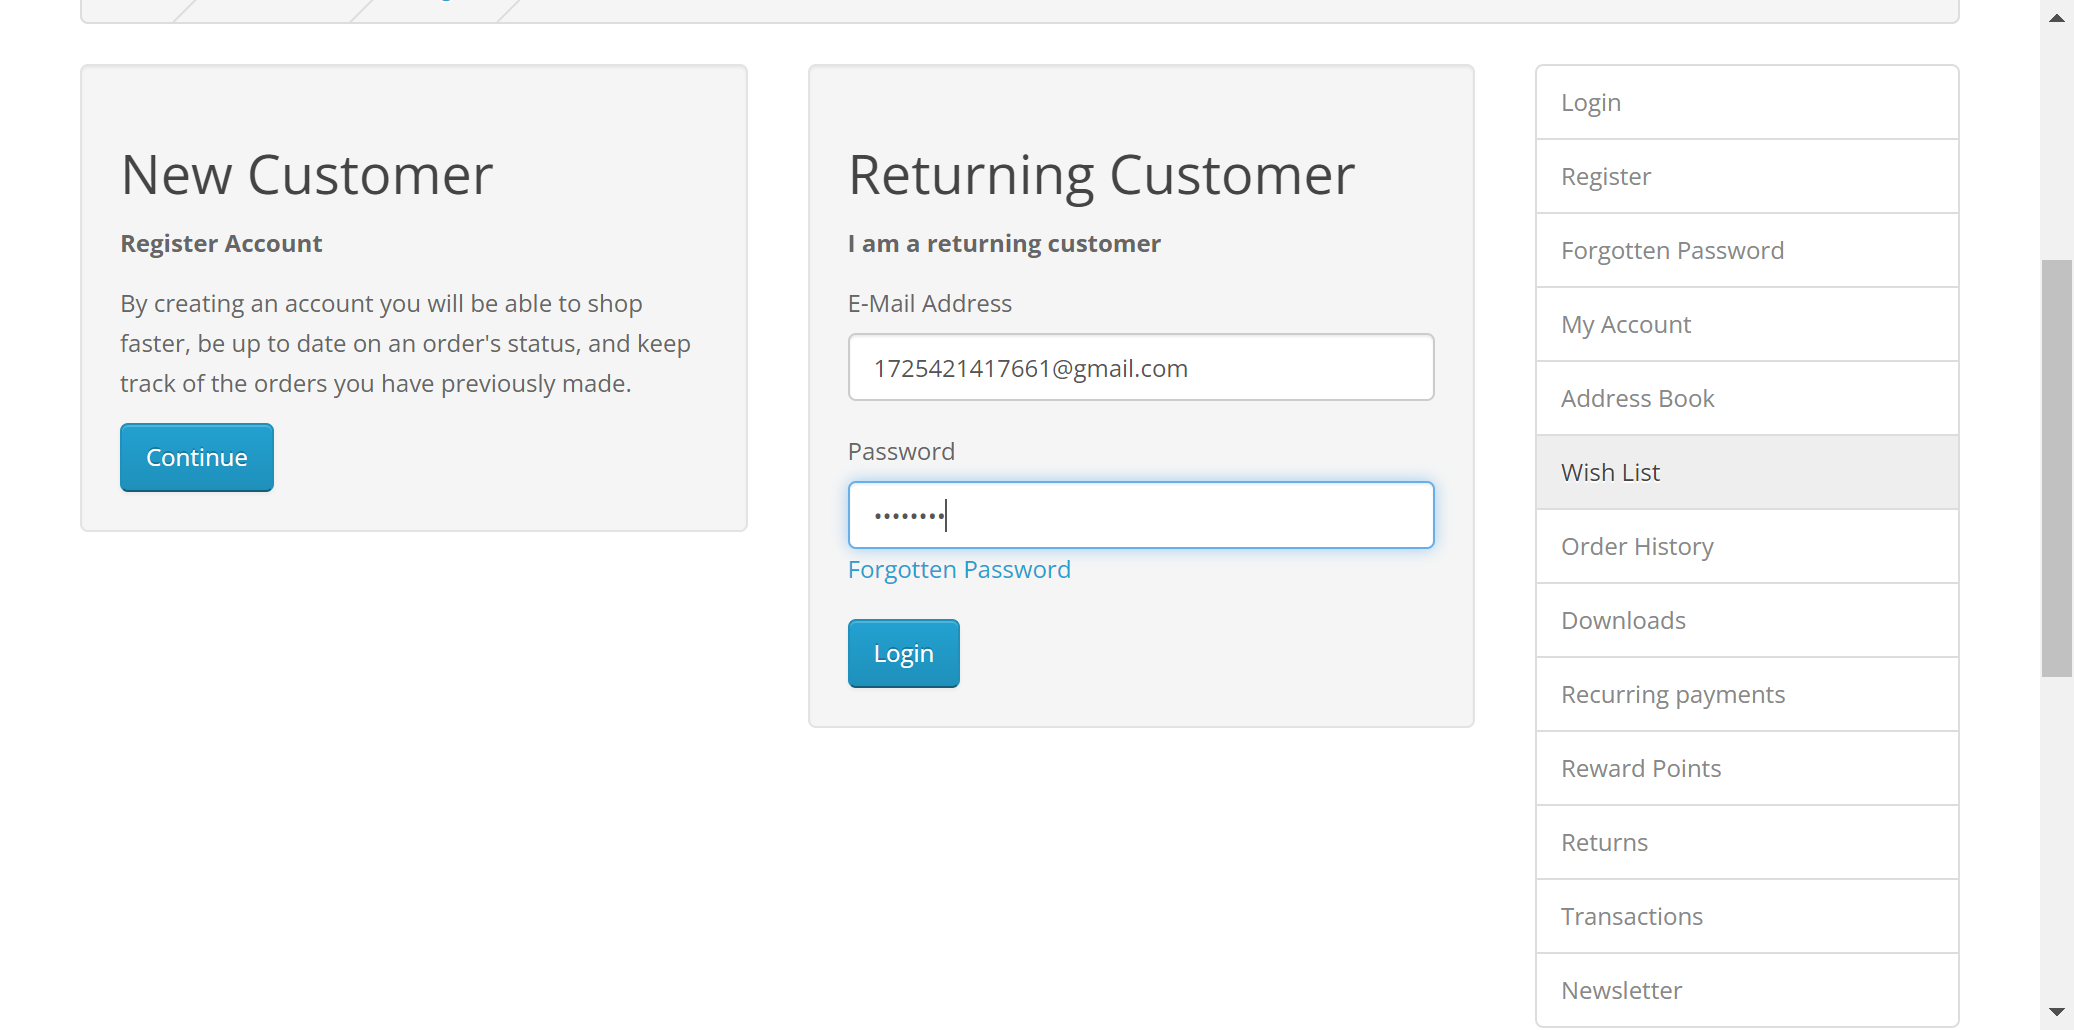 New Customer
Register Account
By creating an account you will be able to shop
faster, be up to date on an order's status, and keep
track of the orders you have previously made.
Continue
Returning Customer
I am a returning customer
E-Mail Address
1725421417661@gmail.com
Password
••••••••
Forgotten Password
Login
Login
Register
Forgotten Password
My Account
Address Book
Wish List
Order History
Downloads
Recurring payments
Reward Points
Returns
Transactions
Newsletter